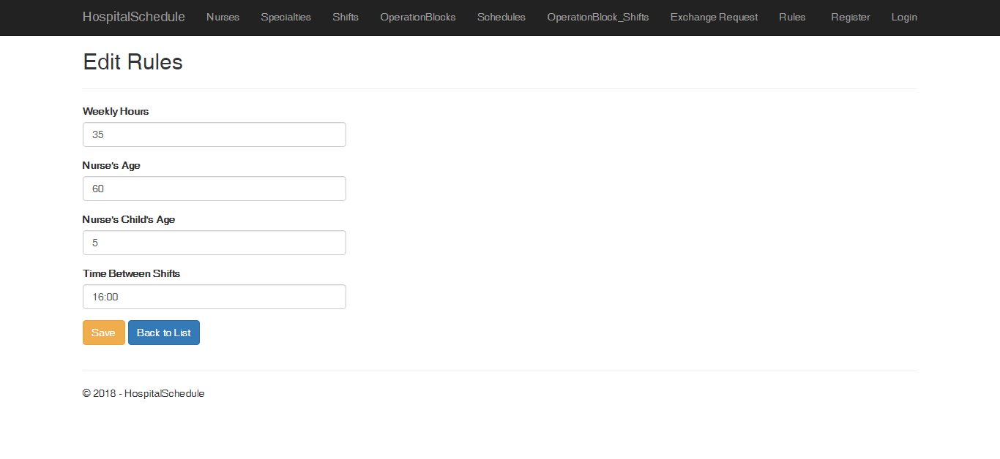 HospitalSchedule Nurses Specialties Shifts OperationBlocks Schedules OperationBlock_Shifts Exchange Request Rules Register Login
Edit Rules
Weekly Hours
35
Nurse's Age
60
Nurse's Child's Age
5
Time Between Shifts
16:00
Save Back to List
© 2018 - HospitalSchedule